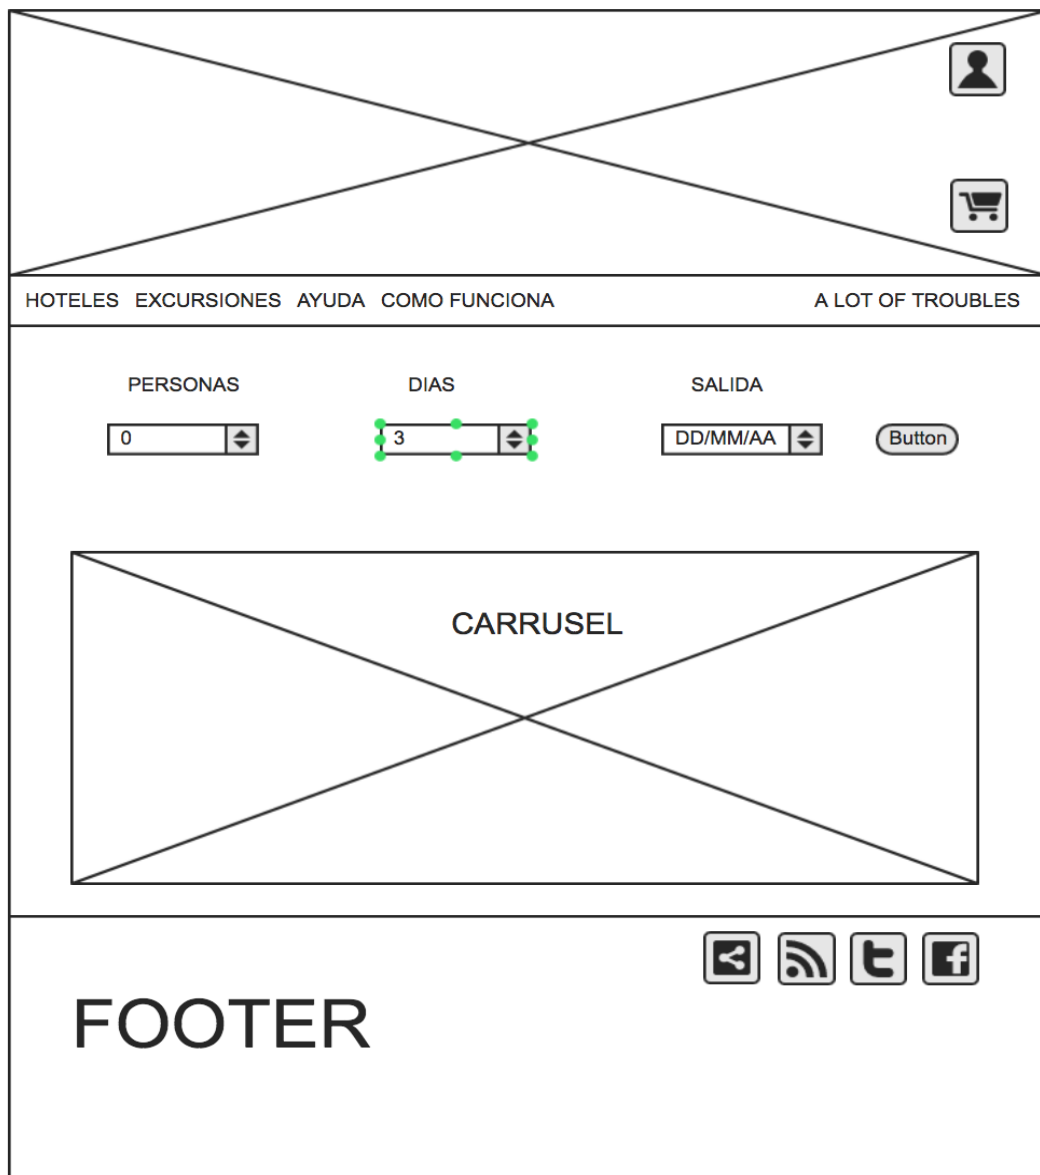 HOTELES EXCURSIONES AYUDA COMO FUNCIONA A LOT OF TROUBLES
PERSONAS DIAS SALIDA
0 3 DD/MM/AA Button
CARRUSEL
FOOTER